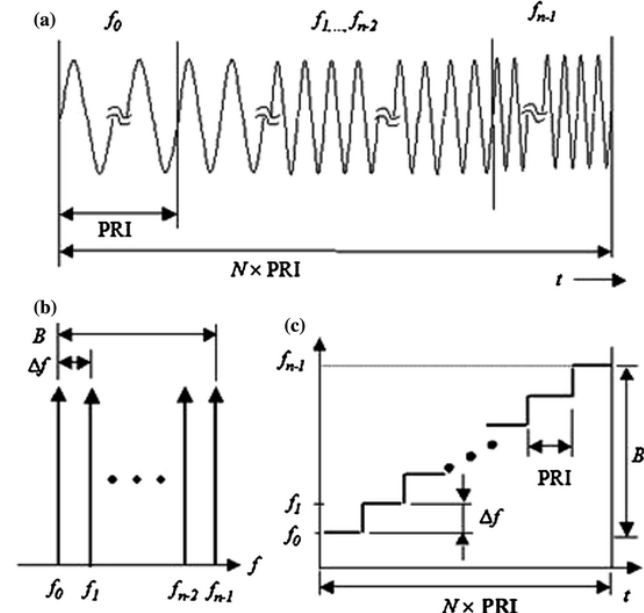 (a)
f0 f1,...,fn-2 fn-1
PRI
N × PRI
t
(b)
B
Δf
f
f0 f1 fn-2 fn-1
(c)
fn-1
B
PRI
f1
Δf
f0
t
N × PRI